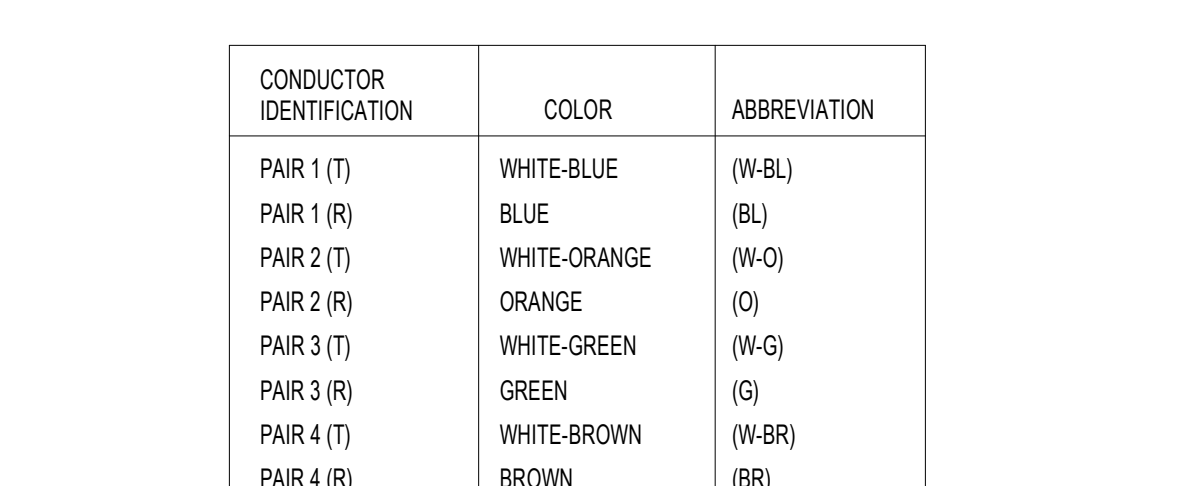 CONDUCTOR
IDENTIFICATION COLOR ABBREVIATION
PAIR 1 (T) WHITE-BLUE (W-BL)
PAIR 1 (R) BLUE (BL)
PAIR 2 (T) WHITE-ORANGE (W-O)
PAIR 2 (R) ORANGE (O)
PAIR 3 (T) WHITE-GREEN (W-G)
PAIR 3 (R) GREEN (G)
PAIR 4 (T) WHITE-BROWN (W-BR)
PAIR 4 (R) BROWN (BR)